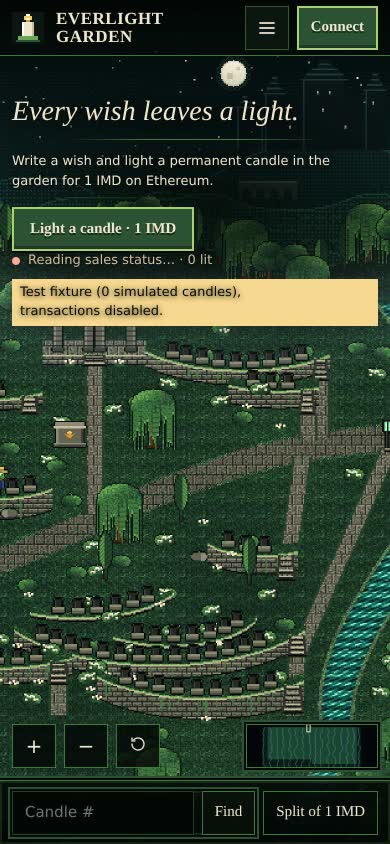 EVERLIGHT
GARDEN
Connect
Every wish leaves a light.
Write a wish and light a permanent candle in the
garden for 1 IMD on Ethereum.
Light a candle · 1 IMD
Reading sales status... · 0 lit
Test fixture (0 simulated candles),
transactions disabled.
Candle #
Find
Split of 1 IMD